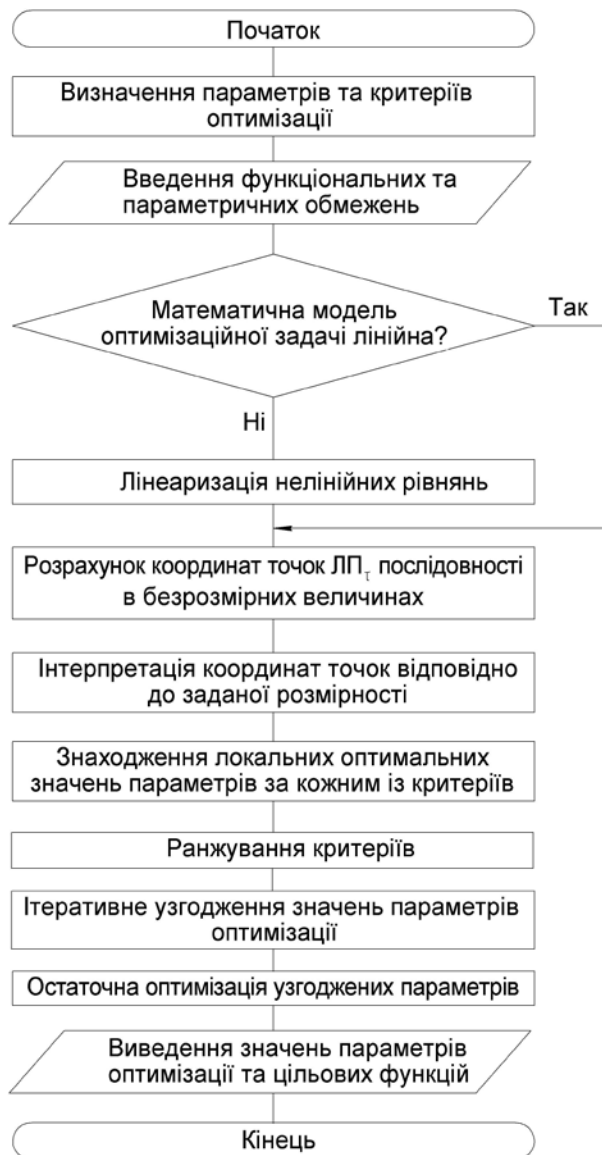 Початок
Визначення параметрів та критеріїв
оптимізації
Введення функціональних та
параметричних обмежень
Математична модель
оптимізаційної задачі лінійна?
Так
Ні
Лінеаризація нелінійних рівнянь
Розрахунок координат точок ЛПτ послідовності
в безрозмірних величинах
Інтерпретація координат точок відповідно
до заданої розмірності
Знаходження локальних оптимальних
значень параметрів за кожним із критеріїв
Ранжування критеріїв
Ітеративне узгодження значень параметрів
оптимізації
Остаточна оптимізація узгоджених параметрів
Виведення значень параметрів
оптимізації та цільових функцій
Кінець